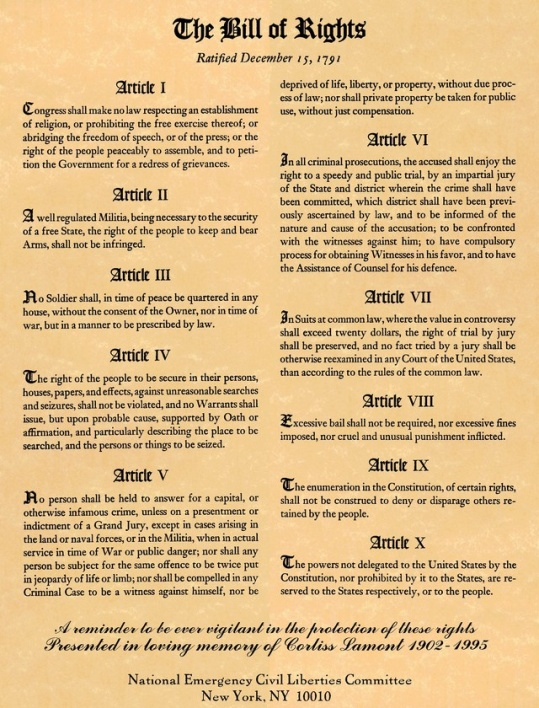 The Bill of Rights
Ratified December 15, 1791
Article I
Congress shall make no law respecting an establishment
of religion, or prohibiting the free exercise thereof; or
abridging the freedom of speech, or of the press; or the
right of the people peaceably to assemble, and to peti-
tion the Government for a redress of grievances.
Article II
A well regulated Militia, being necessary to the security
of a free State, the right of the people to keep and bear
Arms, shall not be infringed.
Article III
No Soldier shall, in time of peace be quartered in any
house, without the consent of the Owner, nor in time of
war, but in a manner to be prescribed by law.
Article IV
The right of the people to be secure in their persons,
houses, papers, and effects, against unreasonable searches
and seizures, shall not be violated, and no Warrants shall
issue, but upon probable cause, supported by Oath or
affirmation, and particularly describing the place to be
searched, and the persons or things to be seized.
Article V
No person shall be held to answer for a capital, or
otherwise infamous crime, unless on a presentment or
indictment of a Grand Jury, except in cases arising in
the land or naval forces, or in the Militia, when in actual
service in time of War or public danger; nor shall any
person be subject for the same offence to be twice put
in jeopardy of life or limb; nor shall be compelled in any
Criminal Case to be a witness against himself, nor be
deprived of life, liberty, or property, without due proc-
ess of law; nor shall private property be taken for public
use, without just compensation.
Article VI
In all criminal prosecutions, the accused shall enjoy the
right to a speedy and public trial, by an impartial jury
of the State and district wherein the crime shall have
been committed, which district shall have been previ-
ously ascertained by law, and to be informed of the
nature and cause of the accusation; to be confronted
with the witnesses against him; to have compulsory
process for obtaining Witnesses in his favor, and to have
the Assistance of Counsel for his defence.
Article VII
In Suits at common law, where the value in controversy
shall exceed twenty dollars, the right of trial by jury
shall be preserved, and no fact tried by a jury shall be
otherwise reexamined in any Court of the United States,
than according to the rules of the common law.
Article VIII
Excessive bail shall not be required, nor excessive fines
imposed, nor cruel and unusual punishment inflicted.
Article IX
The enumeration in the Constitution, of certain rights,
shall not be construed to deny or disparage others re-
tained by the people.
Article X
The powers not delegated to the United States by the
Constitution, nor prohibited by it to the States, are re-
served to the States respectively, or to the people.
A reminder to be ever vigilant in the protection of these rights
Presented in loving memory of Corliss Lamont 1902-1995
National Emergency Civil Liberties Committee
New York, NY 10010